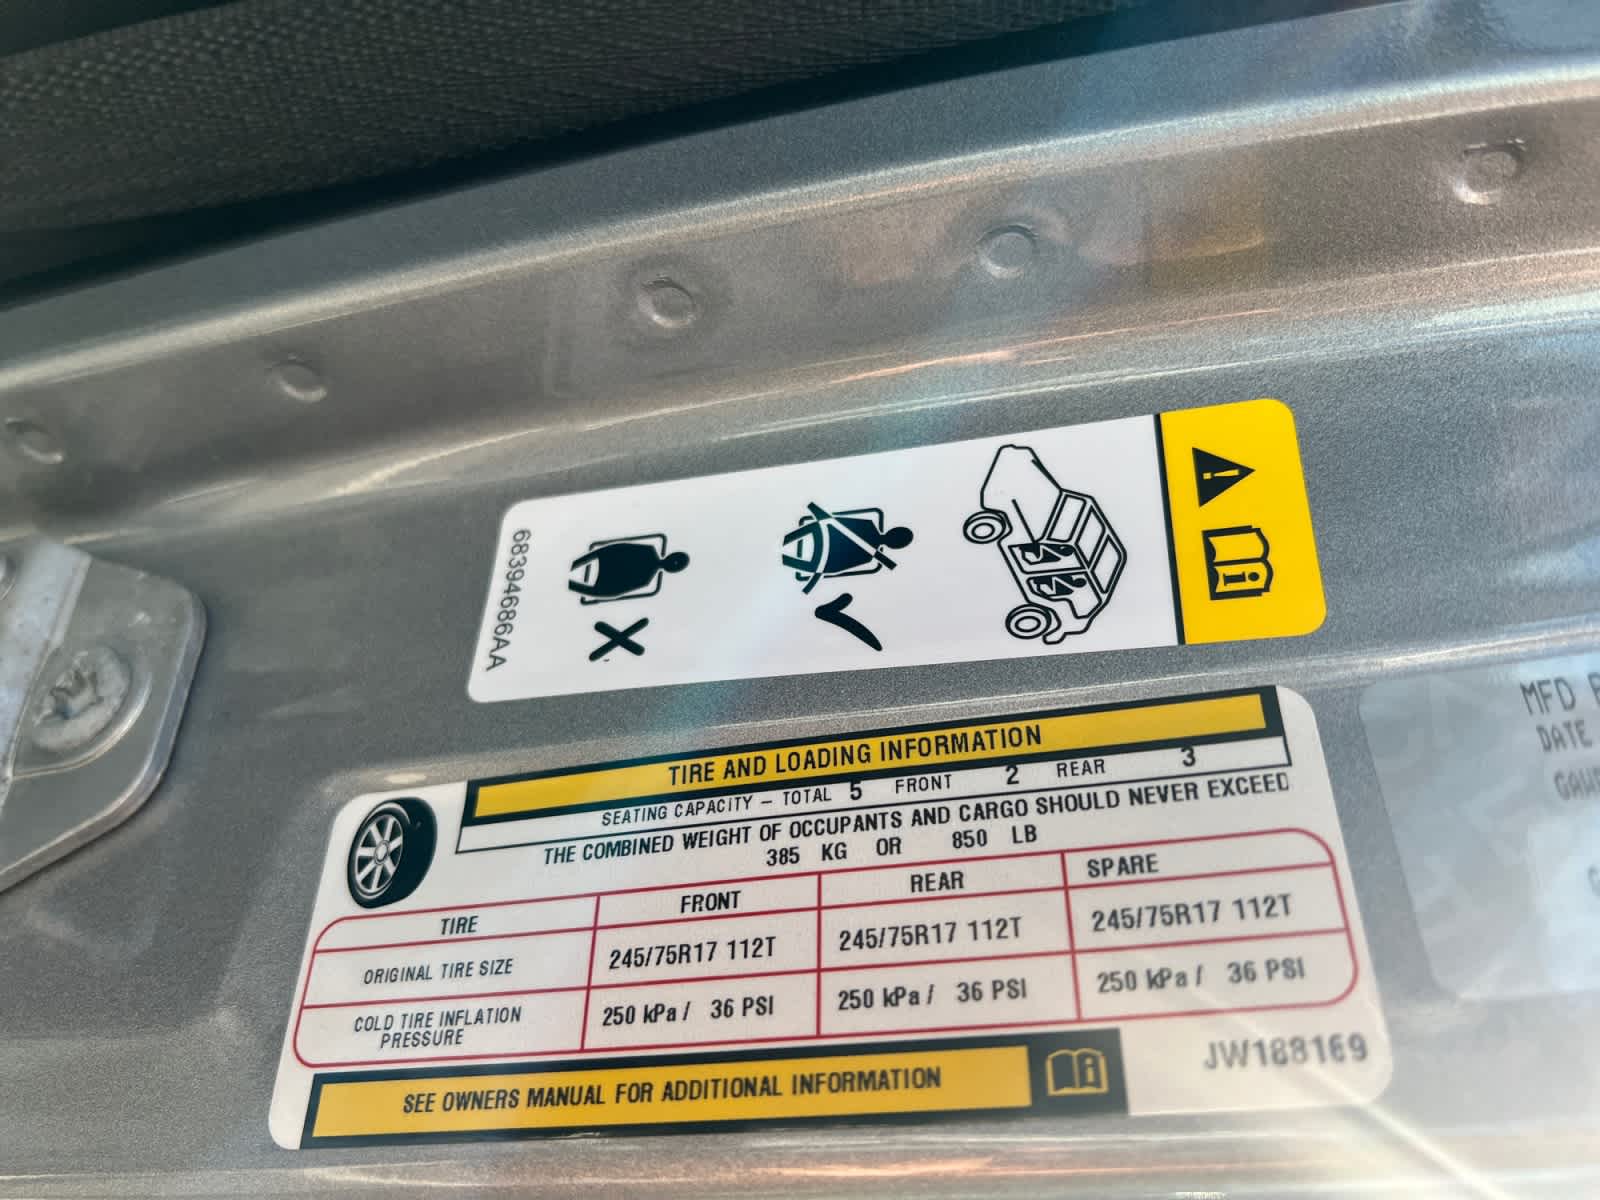 68394686AA
TIRE AND LOADING INFORMATION
SEATING CAPACITY – TOTAL 5 FRONT 2 REAR 3
THE COMBINED WEIGHT OF OCCUPANTS AND CARGO SHOULD NEVER EXCEED
385 KG OR 850 LB
TIRE FRONT REAR SPARE
ORIGINAL TIRE SIZE 245/75R17 112T 245/75R17 112T 245/75R17 112T
COLD TIRE INFLATION PRESSURE 250 kPa / 36 PSI 250 kPa / 36 PSI 250 kPa / 36 PSI
SEE OWNERS MANUAL FOR ADDITIONAL INFORMATION
JW188169
MFD
DATE